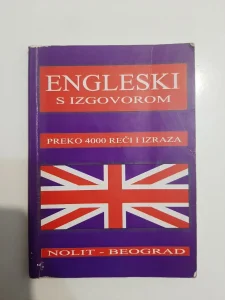 ENGLESKI
S IZGOVOROM
PREKO 4000 REČI I IZRAZA
NOLIT - BEOGRAD